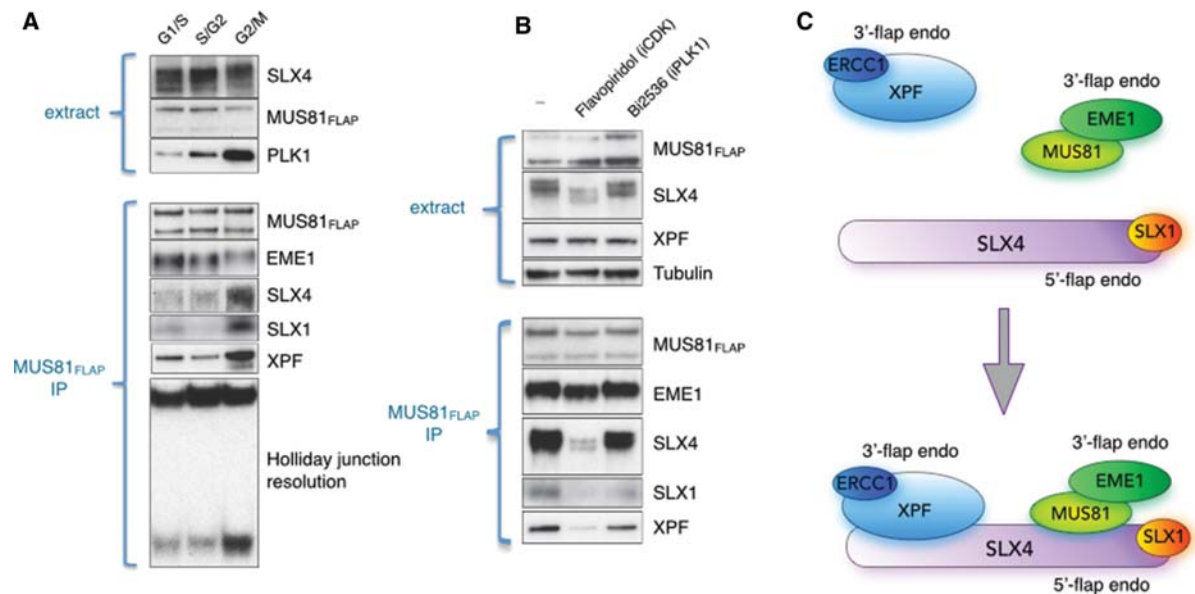 A
G1/S
S/G2
G2/M
extract
SLX4
MUS81FLAP
PLK1
MUS81FLAP
IP
MUS81FLAP
EME1
SLX4
SLX1
XPF
Holliday junction
resolution
B
–
Flavopiridol (iCDK)
Bi2536 (iPLK1)
extract
MUS81FLAP
SLX4
XPF
Tubulin
MUS81FLAP
IP
MUS81FLAP
EME1
SLX4
SLX1
XPF
C
3'-flap endo
ERCC1
XPF
3'-flap endo
EME1
MUS81
SLX4
SLX1
5'-flap endo
3'-flap endo
ERCC1
XPF
3'-flap endo
EME1
MUS81
SLX4
SLX1
5'-flap endo